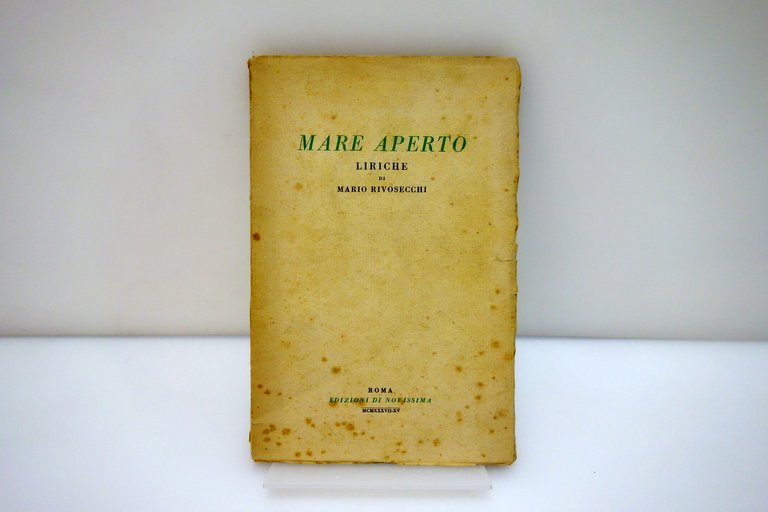 MARE APERTO
LIRICHE
DI
MARIO RIVOSECCHI
ROMA
EDIZIONI DI NOVISSIMA
MCMXXXVII-XV